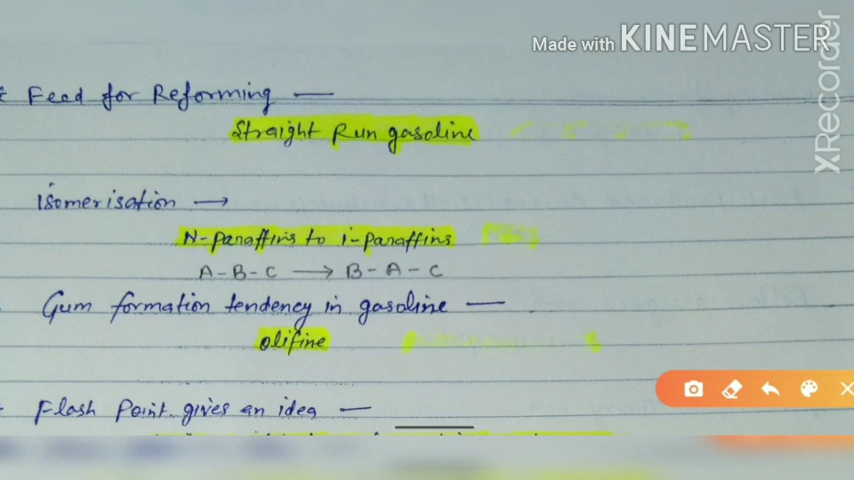 Made with KINEMASTER
XRecorder
Feed for Reforming —
Straight Run gasoline
isomerisation →
N-paraffins to i-paraffins
A-B-C → B-A-C
Gum formation tendency in gasoline —
olifine
Flash Point gives an idea —